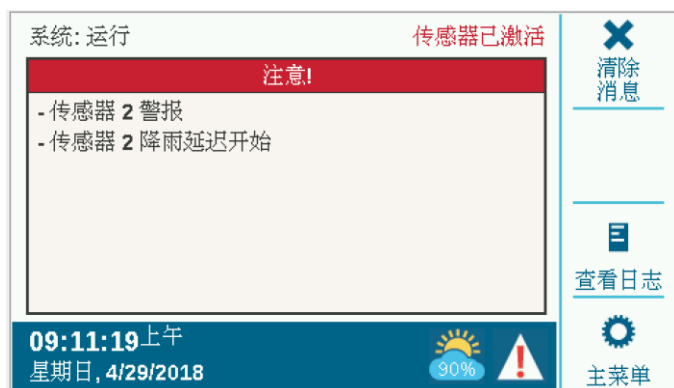 系统: 运行
传感器已激活
注意!
- 传感器 2 警报
- 传感器 2 降雨延迟开始
清除
消息
查看日志
主菜单
09:11:19上午
星期日, 4/29/2018
90%